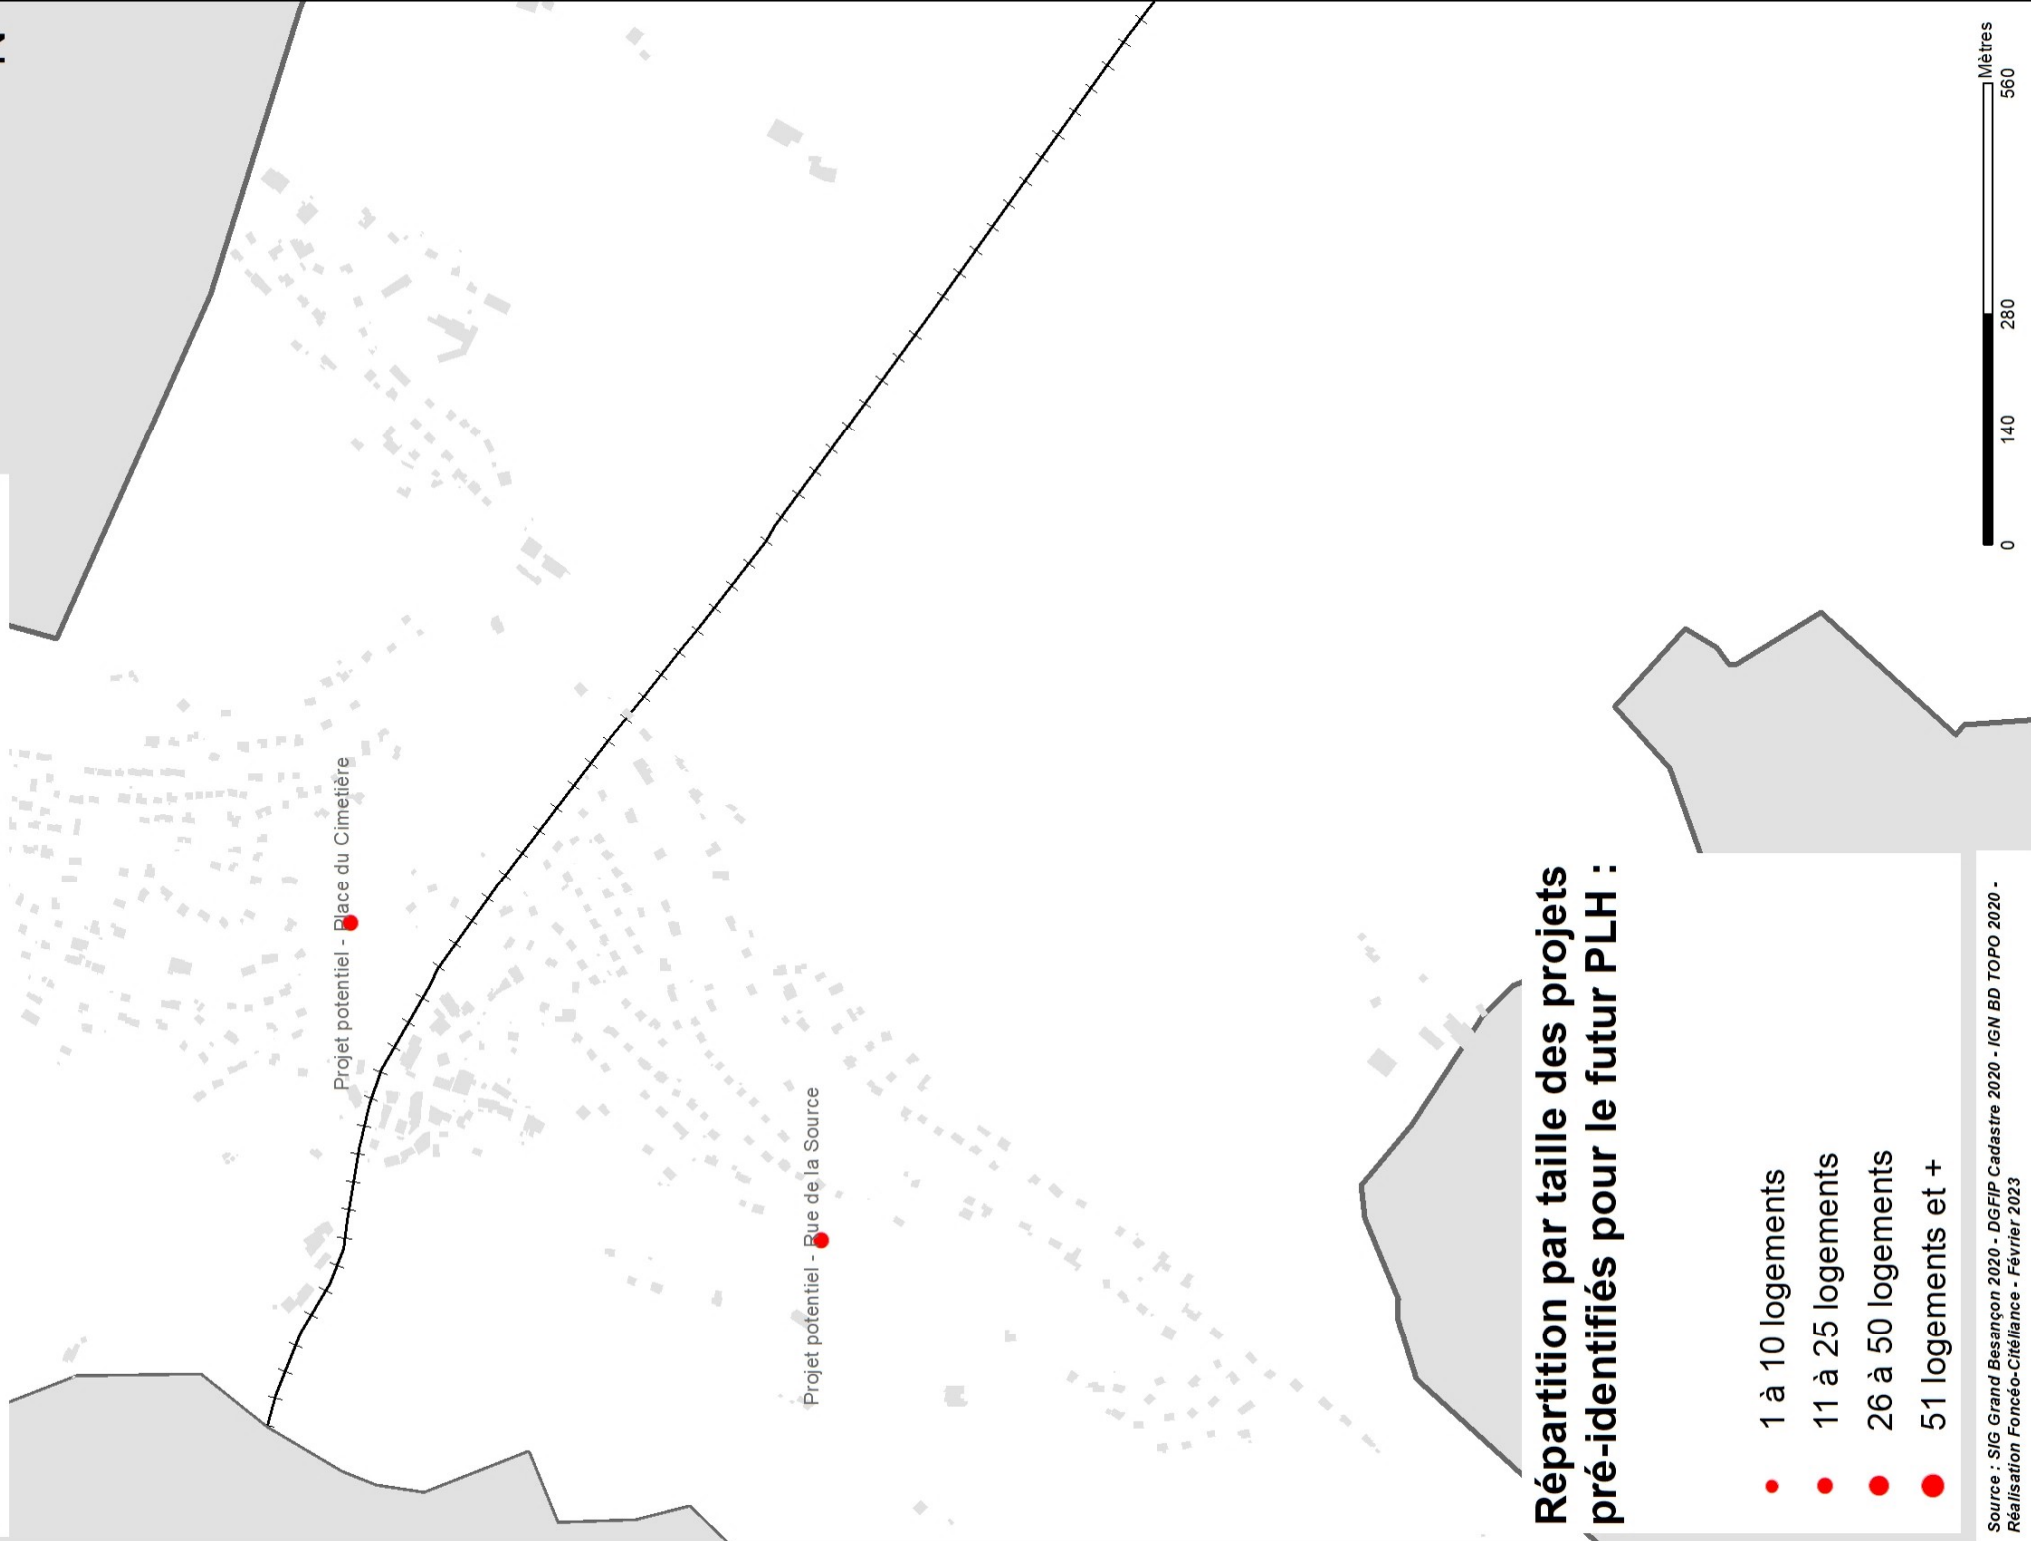 Projet potentiel - Place du Cimetière
Projet potentiel - Rue de la Source
Répartition par taille des projets
pré-identifiés pour le futur PLH :
1 à 10 logements
11 à 25 logements
26 à 50 logements
51 logements et +
0 140 280 560
Mètres
Source : SIG Grand Besançon 2020 - DGFIP Cadastre 2020 - IGN BD TOPO 2020 -
Réalisation Foncéo-Citéliance - Février 2023